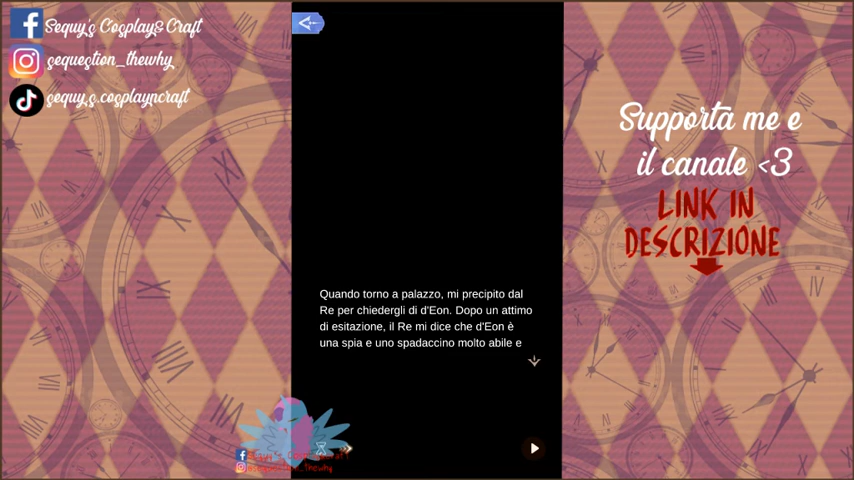 Sequy's Cosplay&Craft
sequestion_thewhy
sequy.s.cosplayncraft
Supporta me e
il canale <3
LINK IN
DESCRIZIONE
Quando torno a palazzo, mi precipito dal
Re per chiedergli di d'Eon. Dopo un attimo
di esitazione, il Re mi dice che d'Eon è
una spia e uno spadaccino molto abile e